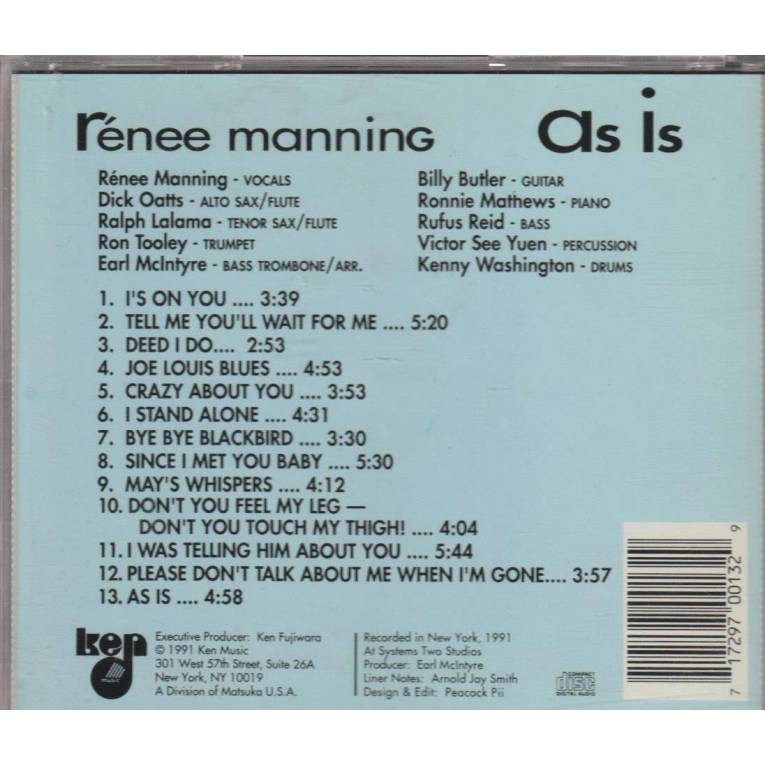 rénee manninG as is
Rénee Manning - VOCALS
Dick Oatts - ALTO SAX/FLUTE
Ralph Lalama - TENOR SAX/FLUTE
Ron Tooley - TRUMPET
Earl McIntyre - BASS TROMBONE/ARR.
Billy Butler - GUITAR
Ronnie Mathews - PIANO
Rufus Reid - BASS
Victor See Yuen - PERCUSSION
Kenny Washington - DRUMS
1. I'S ON YOU .... 3:39
2. TELL ME YOU'LL WAIT FOR ME .... 5:20
3. DEED I DO.... 2:53
4. JOE LOUIS BLUES .... 4:53
5. CRAZY ABOUT YOU .... 3:53
6. I STAND ALONE .... 4:31
7. BYE BYE BLACKBIRD .... 3:30
8. SINCE I MET YOU BABY .... 5:30
9. MAY'S WHISPERS .... 4:12
10. DON'T YOU FEEL MY LEG —
DON'T YOU TOUCH MY THIGH! .... 4:04
11. I WAS TELLING HIM ABOUT YOU .... 5:44
12. PLEASE DON'T TALK ABOUT ME WHEN I'M GONE.... 3:57
13. AS IS .... 4:58
ken
music
Executive Producer: Ken Fujiwara
© 1991 Ken Music
301 West 57th Street, Suite 26A
New York, NY 10019
A Division of Matsuka U.S.A.
Recorded in New York, 1991
At Systems Two Studios
Producer: Earl McIntyre
Liner Notes: Arnold Jay Smith
Design & Edit: Peacock Pii
COMPACT
disc
DIGITAL AUDIO
7 17297 00132 9